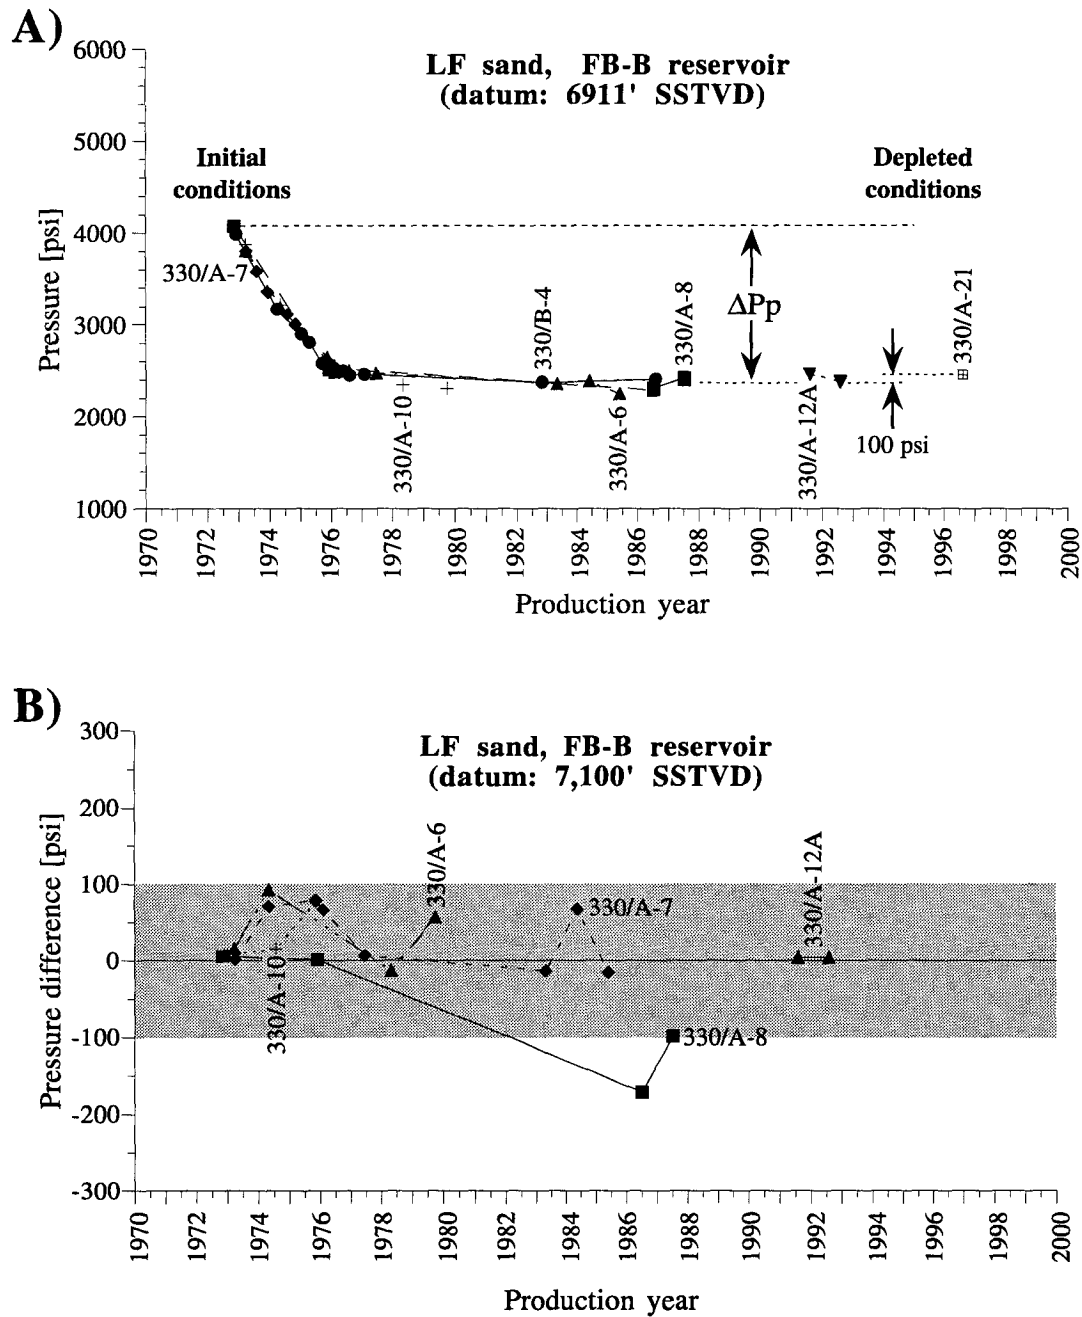 A)
LF sand, FB-B reservoir
(datum: 6911' SSTVD)
6000
5000
4000
3000
2000
1000
Pressure [psi]
Initial
conditions
Depleted
conditions
330/A-7
330/A-10
330/B-4
330/A-6
330/A-8
ΔPp
330/A-12A
100 psi
330/A-21
1970 1972 1974 1976 1978 1980 1982 1984 1986 1988 1990 1992 1994 1996 1998 2000
Production year
B)
LF sand, FB-B reservoir
(datum: 7,100' SSTVD)
300
200
100
0
-100
-200
-300
Pressure difference [psi]
330/A-10
330/A-6
330/A-7
330/A-8
330/A-12A
1970 1972 1974 1976 1978 1980 1982 1984 1986 1988 1990 1992 1994 1996 1998 2000
Production year